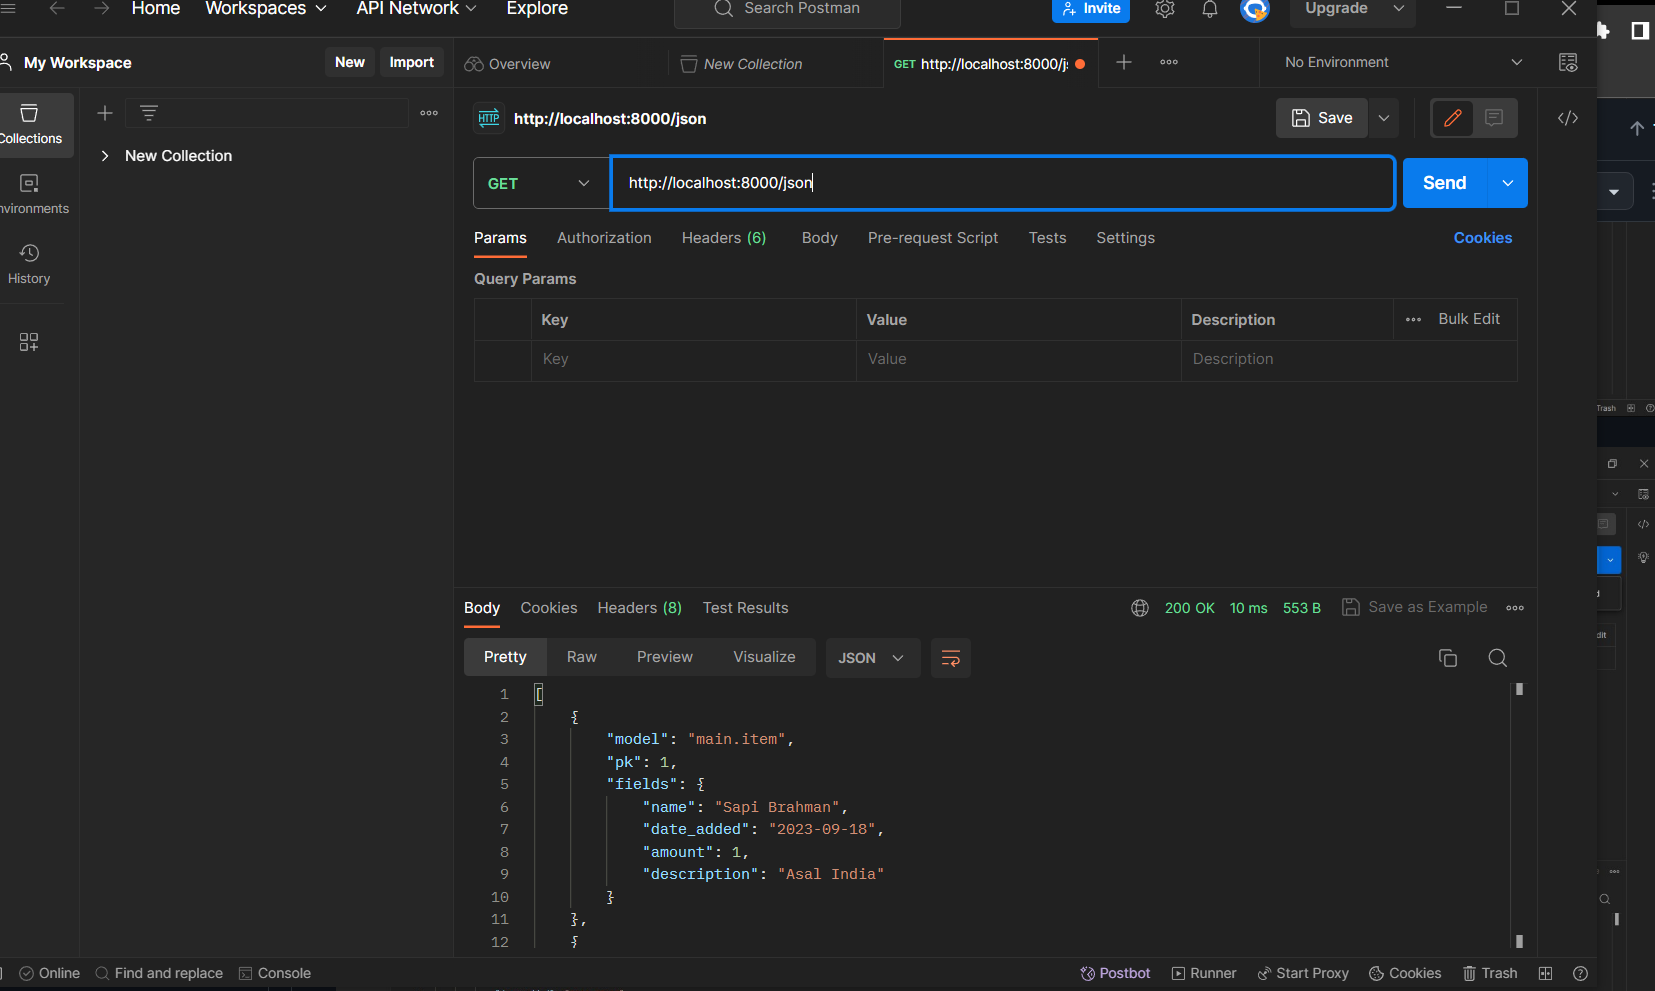 Home Workspaces API Network Explore Search Postman Invite Upgrade
My Workspace New Import Overview New Collection GET http://localhost:8000/j No Environment
Collections
New Collection
nvironments
History
HTTP http://localhost:8000/json Save
GET http://localhost:8000/json Send
Params Authorization Headers (6) Body Pre-request Script Tests Settings Cookies
Query Params
Key Value Description Bulk Edit
Key Value Description
Trash
dit
Body Cookies Headers (8) Test Results 200 OK 10 ms 553 B Save as Example
Pretty Raw Preview Visualize JSON
1 [
2 {
3 "model": "main.item",
4 "pk": 1,
5 "fields": {
6 "name": "Sapi Brahman",
7 "date_added": "2023-09-18",
8 "amount": 1,
9 "description": "Asal India"
10 }
11 },
12 {
Online Find and replace Console Postbot Runner Start Proxy Cookies Trash